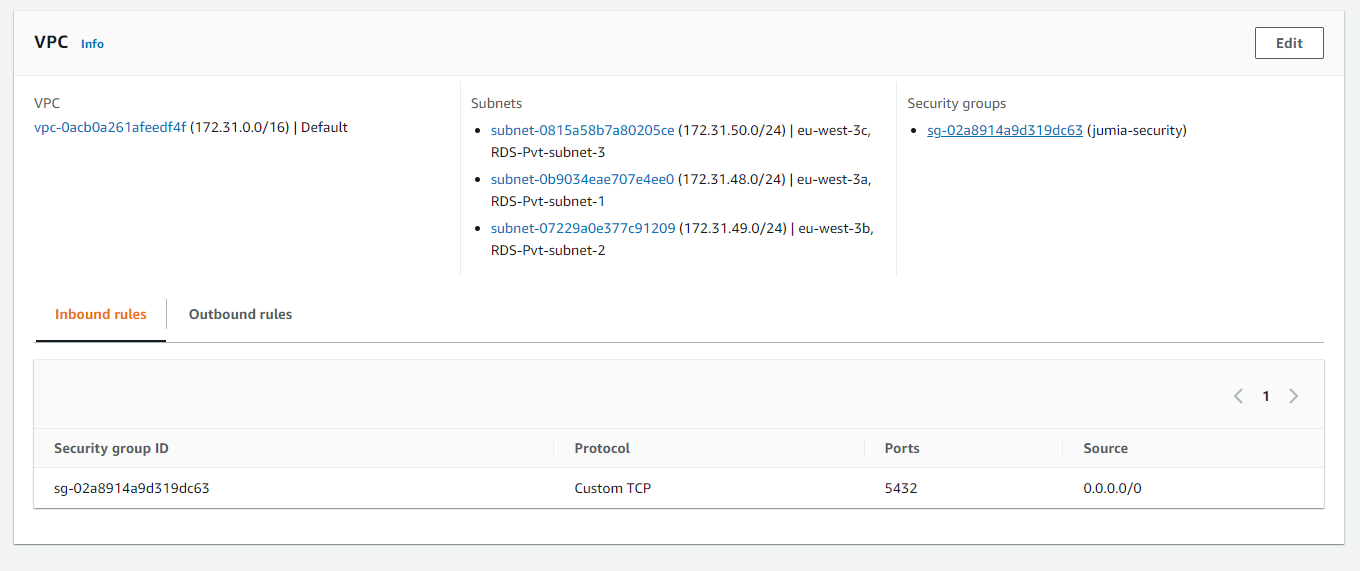 VPC Info
Edit
VPC
vpc-0acb0a261afeedf4f (172.31.0.0/16) | Default
Subnets
subnet-0815a58b7a80205ce (172.31.50.0/24) | eu-west-3c,
RDS-Pvt-subnet-3
subnet-0b9034eae707e4ee0 (172.31.48.0/24) | eu-west-3a,
RDS-Pvt-subnet-1
subnet-07229a0e377c91209 (172.31.49.0/24) | eu-west-3b,
RDS-Pvt-subnet-2
Security groups
sg-02a8914a9d319dc63 (jumia-security)
Inbound rules
Outbound rules
1
Security group ID Protocol Ports Source
sg-02a8914a9d319dc63 Custom TCP 5432 0.0.0.0/0